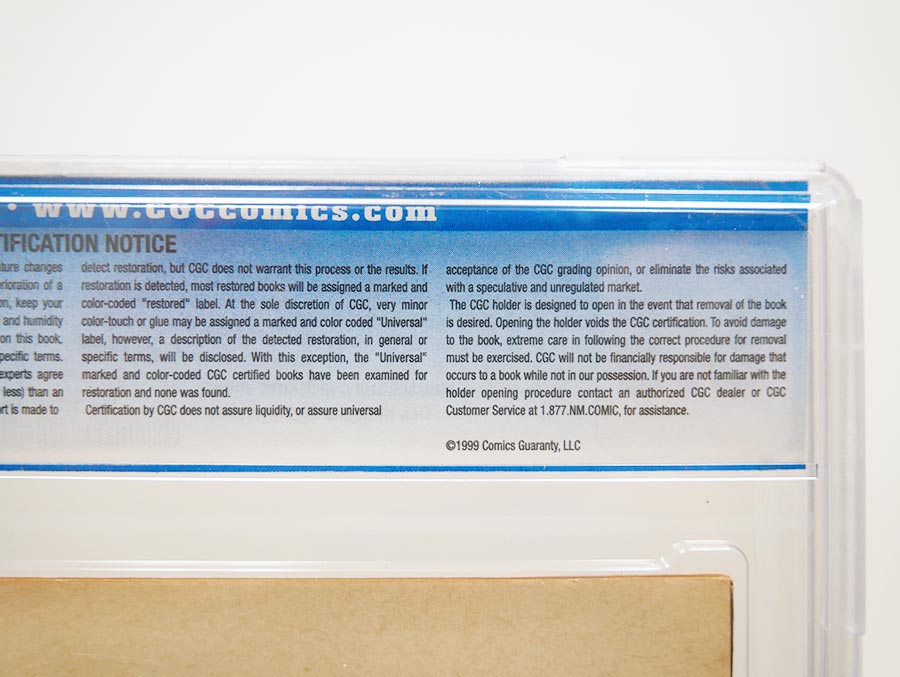 • www.CGCcomics.com
TIFICATION NOTICE
ture changes
rioration of a
on, keep your
and humidity
on this book.
pecific terms.
experts agree
less) than an
rt is made to
detect restoration, but CGC does not warrant this process or the results. If
restoration is detected, most restored books will be assigned a marked and
color-coded "restored" label. At the sole discretion of CGC, very minor
color-touch or glue may be assigned a marked and color coded "Universal"
label, however, a description of the detected restoration, in general or
specific terms, will be disclosed. With this exception, the "Universal"
marked and color-coded CGC certified books have been examined for
restoration and none was found.
Certification by CGC does not assure liquidity, or assure universal
acceptance of the CGC grading opinion, or eliminate the risks associated
with a speculative and unregulated market.
The CGC holder is designed to open in the event that removal of the book
is desired. Opening the holder voids the CGC certification. To avoid damage
to the book, extreme care in following the correct procedure for removal
must be exercised. CGC will not be financially responsible for damage that
occurs to a book while not in our possession. If you are not familiar with the
holder opening procedure contact an authorized CGC dealer or CGC
Customer Service at 1.877.NM.COMIC, for assistance.
©1999 Comics Guaranty, LLC